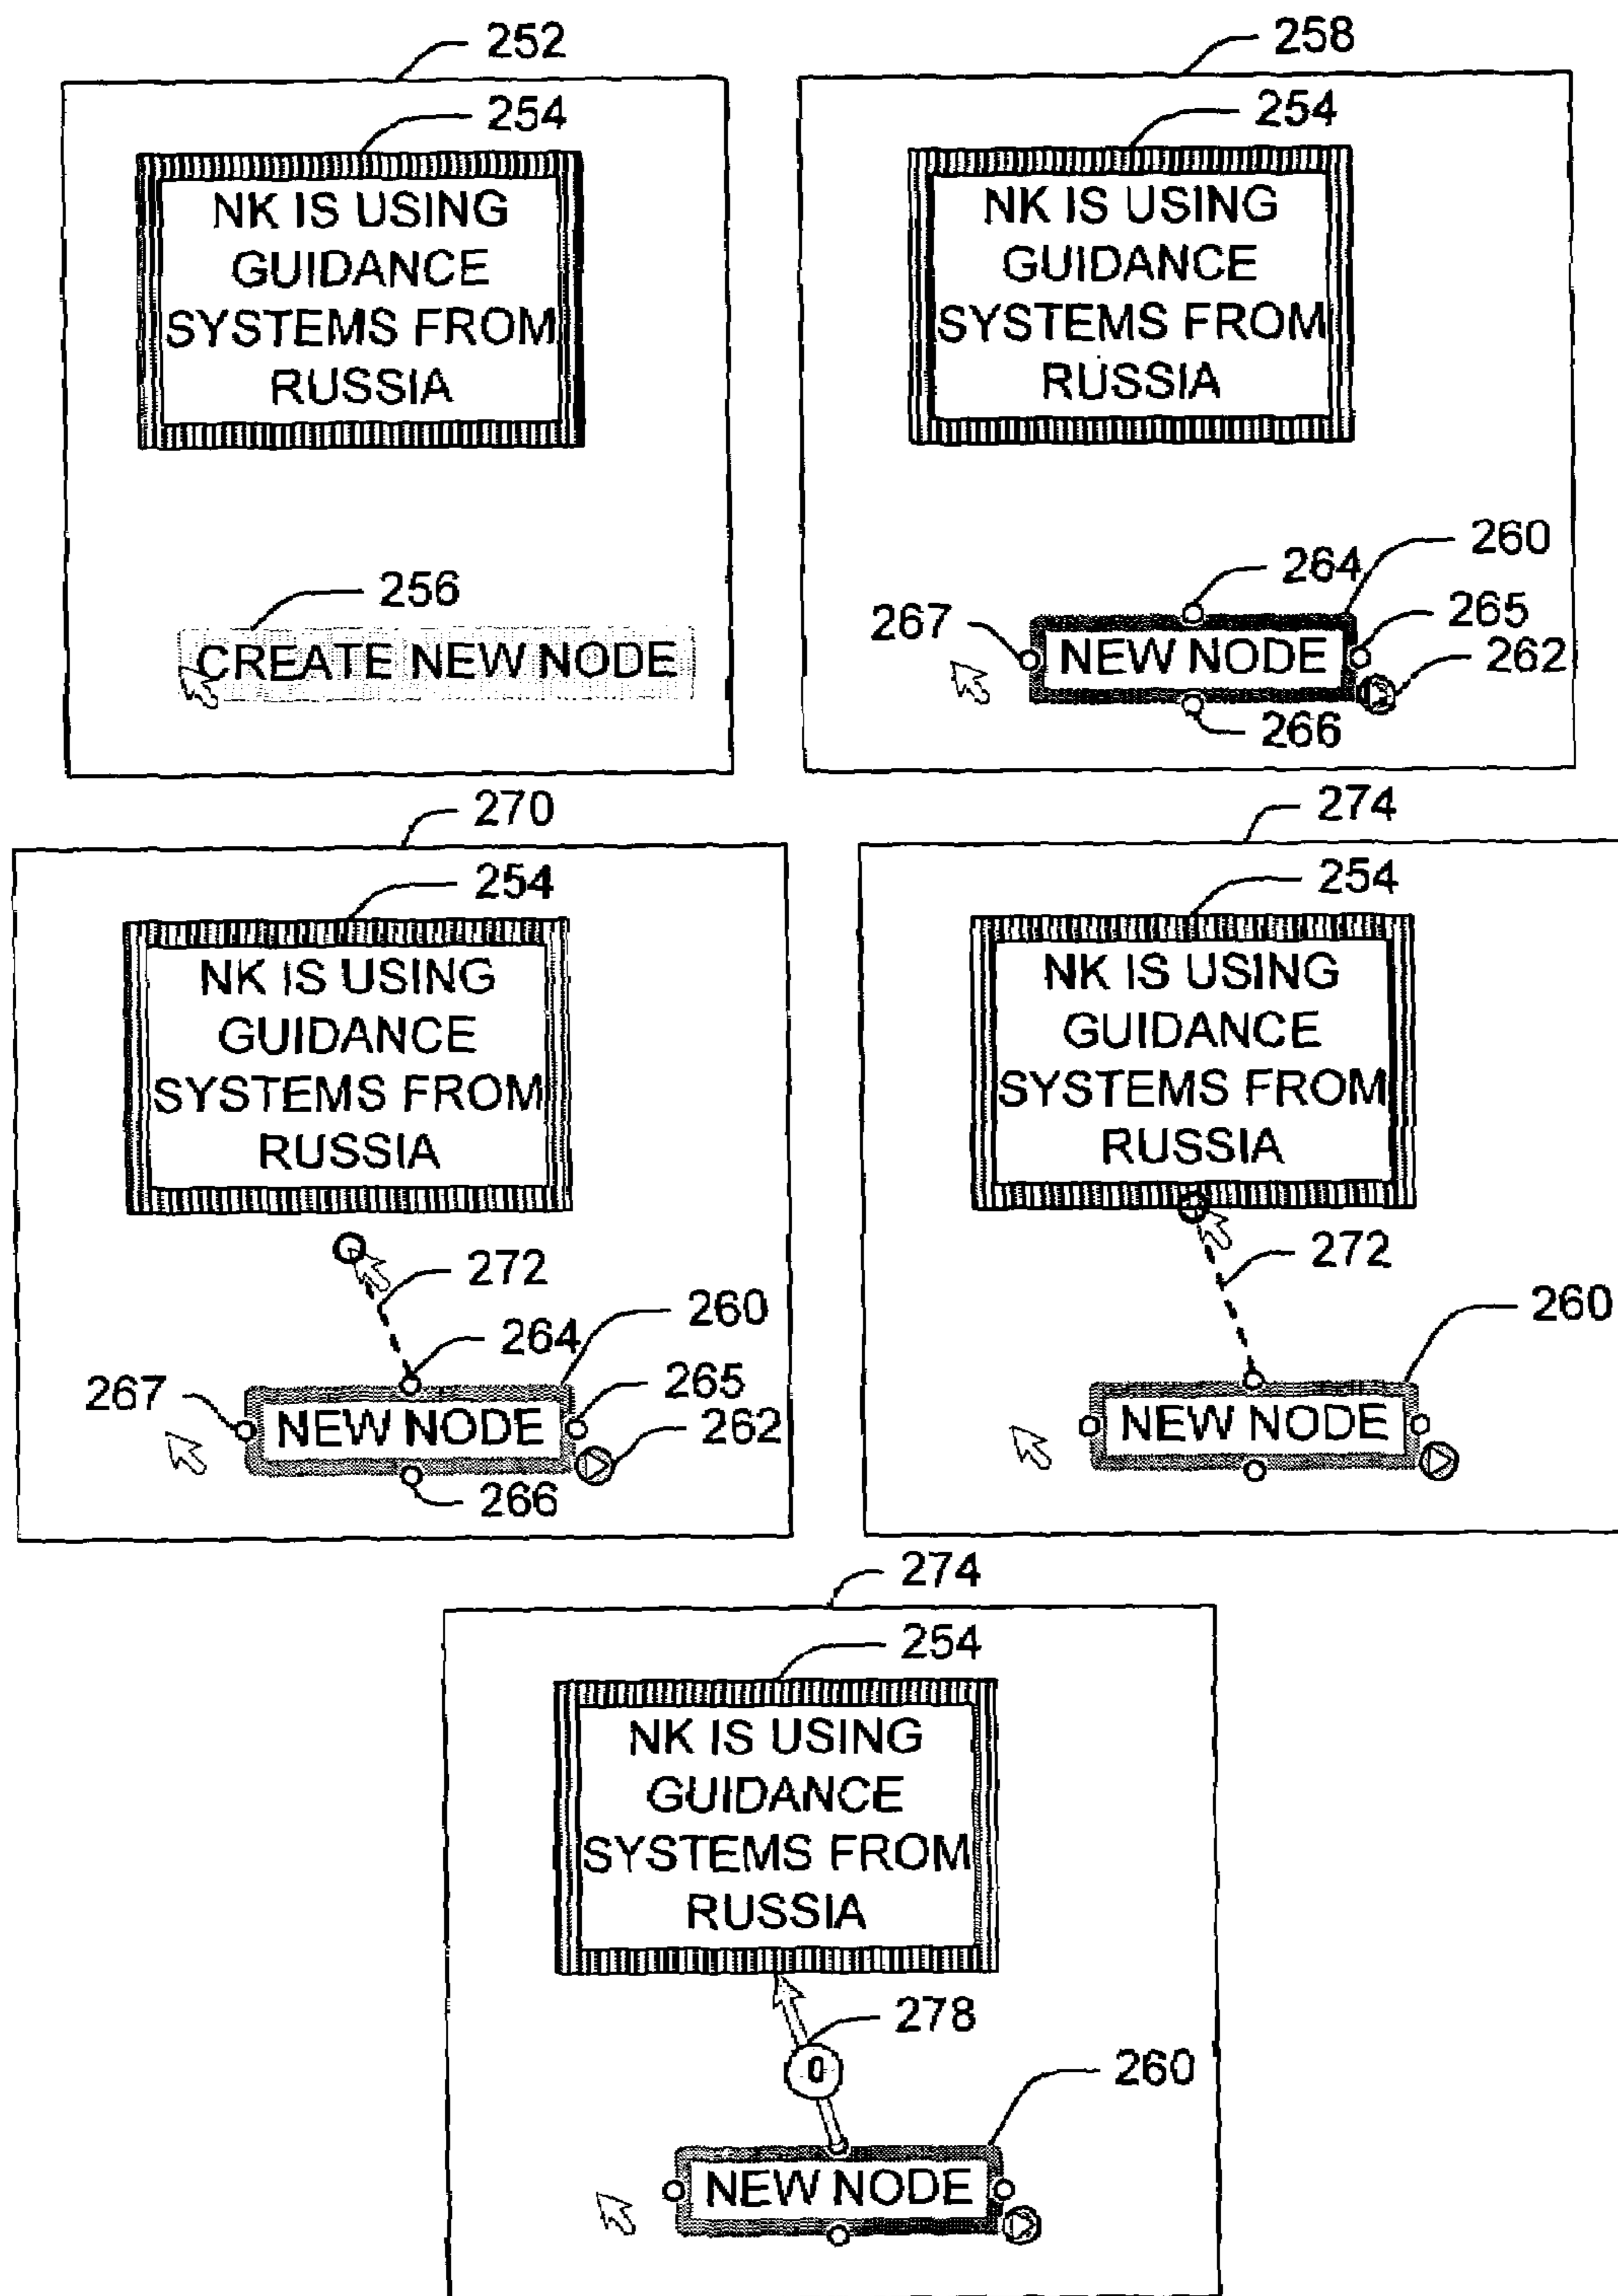 252
254
NK IS USING
GUIDANCE
SYSTEMS FROM
RUSSIA
256
CREATE NEW NODE
258
254
NK IS USING
GUIDANCE
SYSTEMS FROM
RUSSIA
260
264
267
NEW NODE
265
262
266
270
254
NK IS USING
GUIDANCE
SYSTEMS FROM
RUSSIA
272
260
264
267
NEW NODE
265
262
266
274
254
NK IS USING
GUIDANCE
SYSTEMS FROM
RUSSIA
272
260
NEW NODE
274
254
NK IS USING
GUIDANCE
SYSTEMS FROM
RUSSIA
278
0
260
NEW NODE